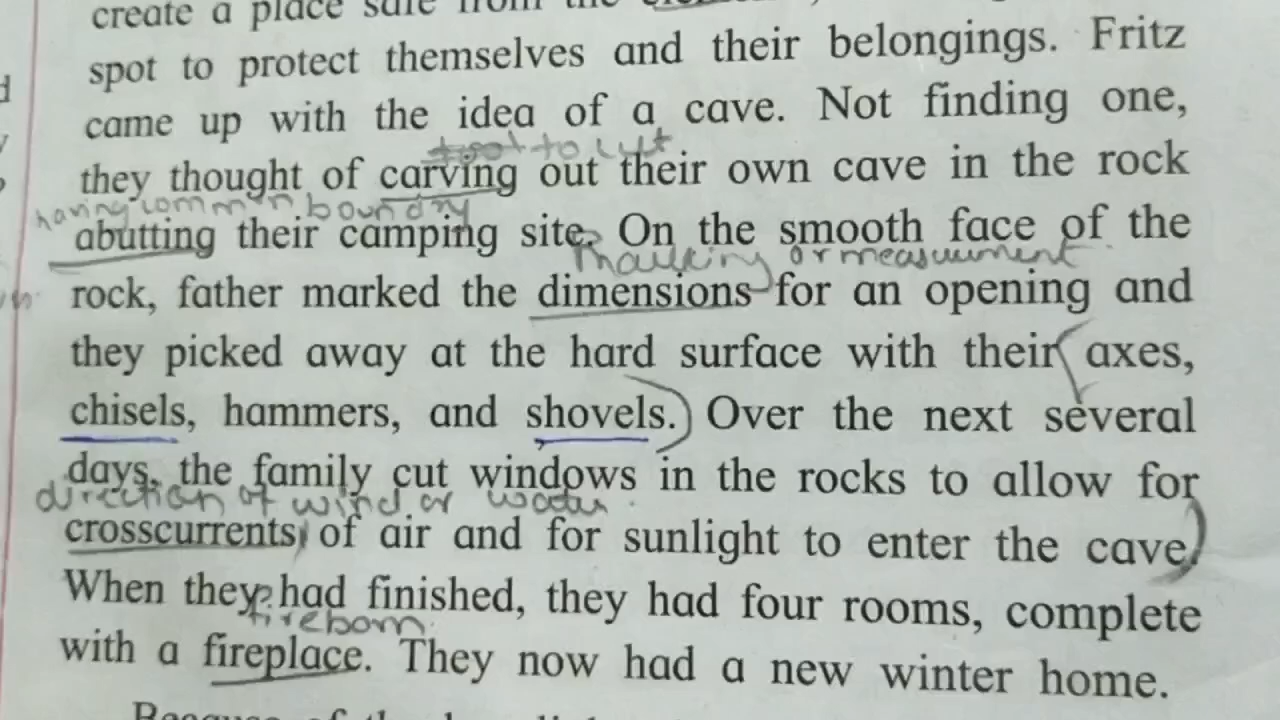 create a place safe from the
spot to protect themselves and their belongings. Fritz
came up with the idea of a cave. Not finding one,
to cut
they thought of carving out their own cave in the rock
having common boundry
abutting their camping site. On the smooth face of the
marking or measurement
rock, father marked the dimensions for an opening and
they picked away at the hard surface with their axes,
chisels, hammers, and shovels. Over the next several
days, the family cut windows in the rocks to allow for
direction of wind or water.
crosscurrents of air and for sunlight to enter the cave.
When they had finished, they had four rooms, complete
with a fireplace. They now had a new winter home.